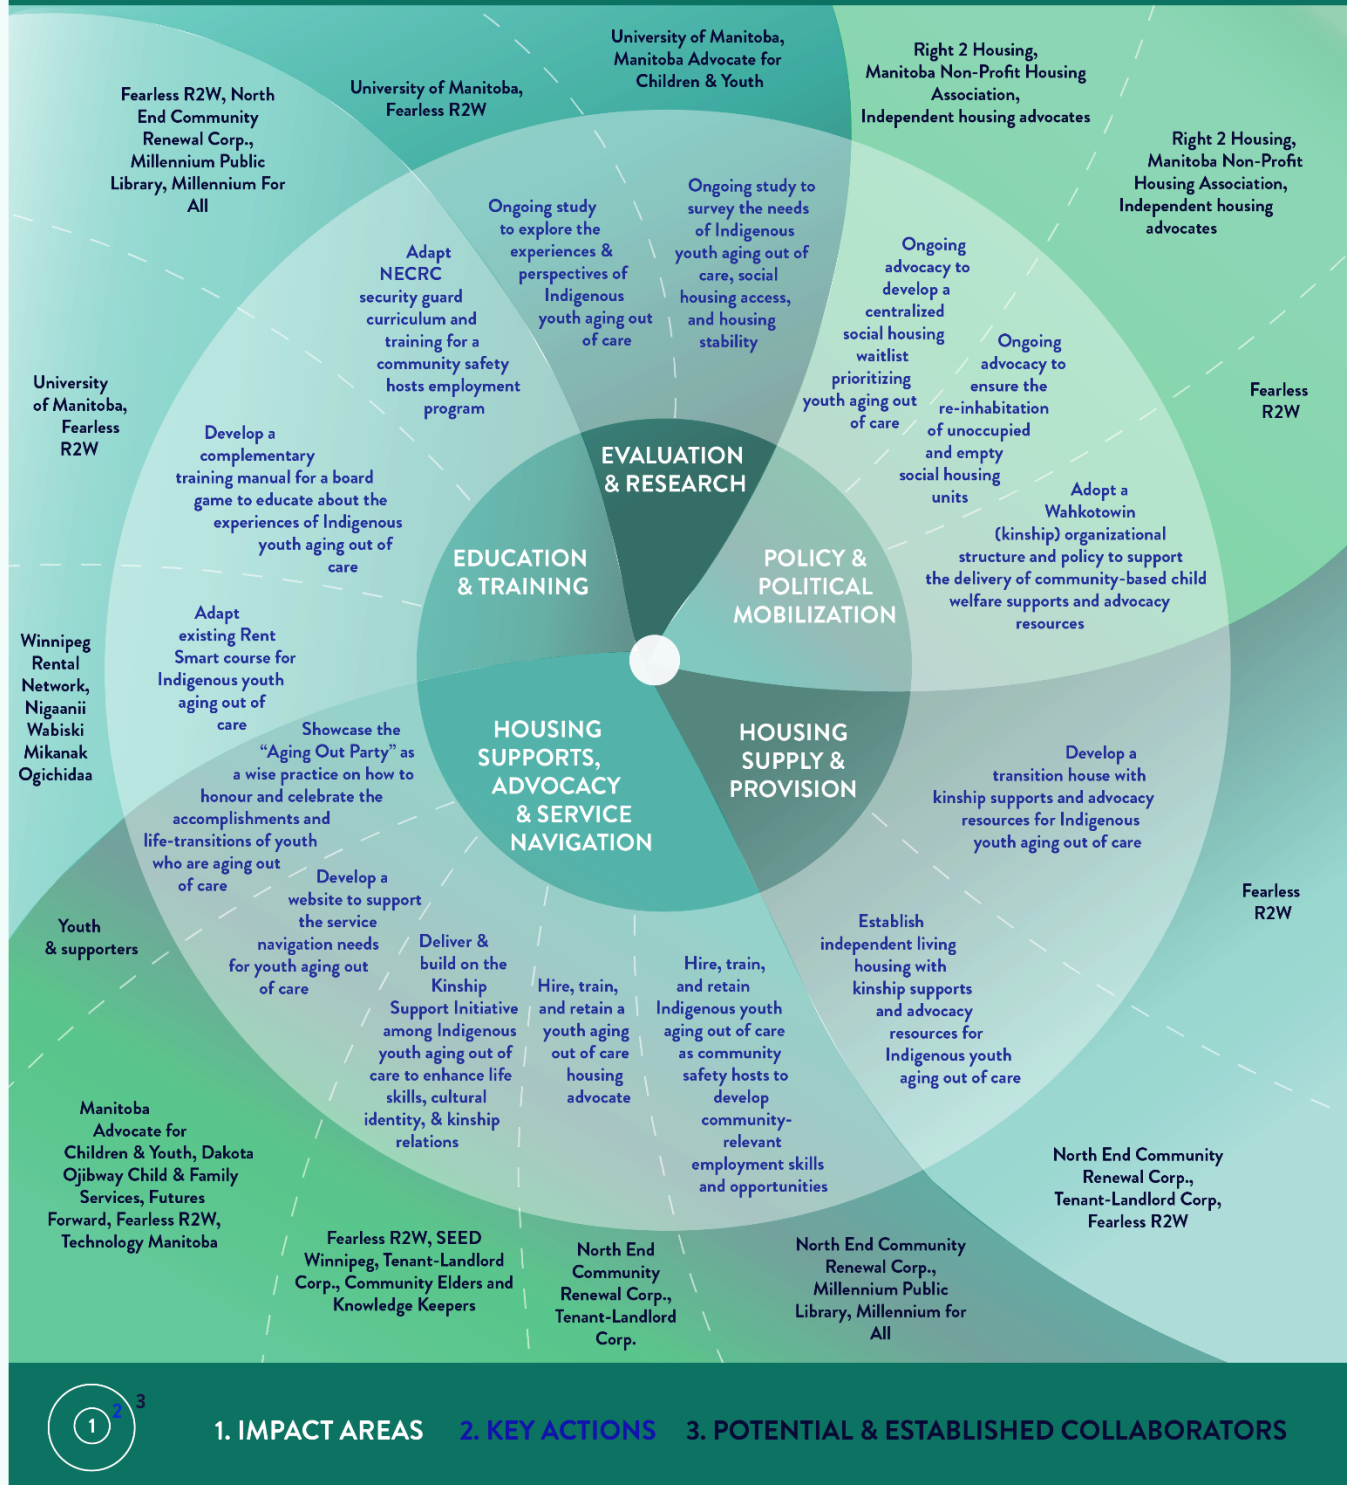 University of Manitoba,
Manitoba Advocate for
Children & Youth
Right 2 Housing,
Manitoba Non-Profit Housing
Association,
Independent housing advocates
University of Manitoba,
Fearless R2W
Fearless R2W, North
End Community
Renewal Corp.,
Millennium Public
Library, Millennium For
All
Right 2 Housing,
Manitoba Non-Profit
Housing Association,
Independent housing
advocates
Fearless
R2W
University
of Manitoba,
Fearless
R2W
Winnipeg
Rental
Network,
Nigaanii
Wabiski
Mikanak
Ogichidaa
Adapt
NECRC
security guard
curriculum and
training for a
community safety
hosts employment
program
Ongoing study
to explore the
experiences &
perspectives of
Indigenous
youth aging out
of care
Ongoing study to
survey the needs
of Indigenous
youth aging out of
care, social
housing access,
and housing
stability
Ongoing
advocacy to
develop a
centralized
social housing
waitlist
prioritizing
youth aging out
of care
Ongoing
advocacy to
ensure the
re-inhabitation
of unoccupied
and empty
social housing
units
Adopt a
Wahkotowin
(kinship) organizational
structure and policy to support
the delivery of community-based child
welfare supports and advocacy
resources
Develop a
complementary
training manual for a board
game to educate about the
experiences of Indigenous
youth aging out of
care
Adapt
existing Rent
Smart course for
Indigenous youth
aging out of
care
EVALUATION
& RESEARCH
EDUCATION
& TRAINING
POLICY &
POLITICAL
MOBILIZATION
HOUSING
SUPPORTS,
ADVOCACY
& SERVICE
NAVIGATION
HOUSING
SUPPLY &
PROVISION
Showcase the
“Aging Out Party” as
a wise practice on how to
honour and celebrate the
accomplishments and
life-transitions of youth
who are aging out
of care
Develop a
website to support
the service
navigation needs
for youth aging out
of care
Deliver &
build on the
Kinship
Support Initiative
among Indigenous
youth aging out of
care to enhance life
skills, cultural
identity, & kinship
relations
Hire, train,
and retain a
youth aging
out of care
housing
advocate
Hire, train,
and retain
Indigenous youth
aging out of care
as community
safety hosts to
develop
community-
relevant
employment skills
and opportunities
Establish
independent living
housing with
kinship supports
and advocacy
resources for
Indigenous youth
aging out of care
Develop a
transition house with
kinship supports and advocacy
resources for Indigenous
youth aging out of care
Fearless
R2W
Youth
& supporters
Manitoba
Advocate for
Children & Youth, Dakota
Ojibway Child & Family
Services, Futures
Forward, Fearless R2W,
Technology Manitoba
Fearless R2W, SEED
Winnipeg, Tenant-Landlord
Corp., Community Elders and
Knowledge Keepers
North End
Community
Renewal Corp.,
Tenant-Landlord
Corp.
North End Community
Renewal Corp.,
Millennium Public
Library, Millennium for
All
North End Community
Renewal Corp.,
Tenant-Landlord Corp,
Fearless R2W
1 2 3
1. IMPACT AREAS 2. KEY ACTIONS 3. POTENTIAL & ESTABLISHED COLLABORATORS